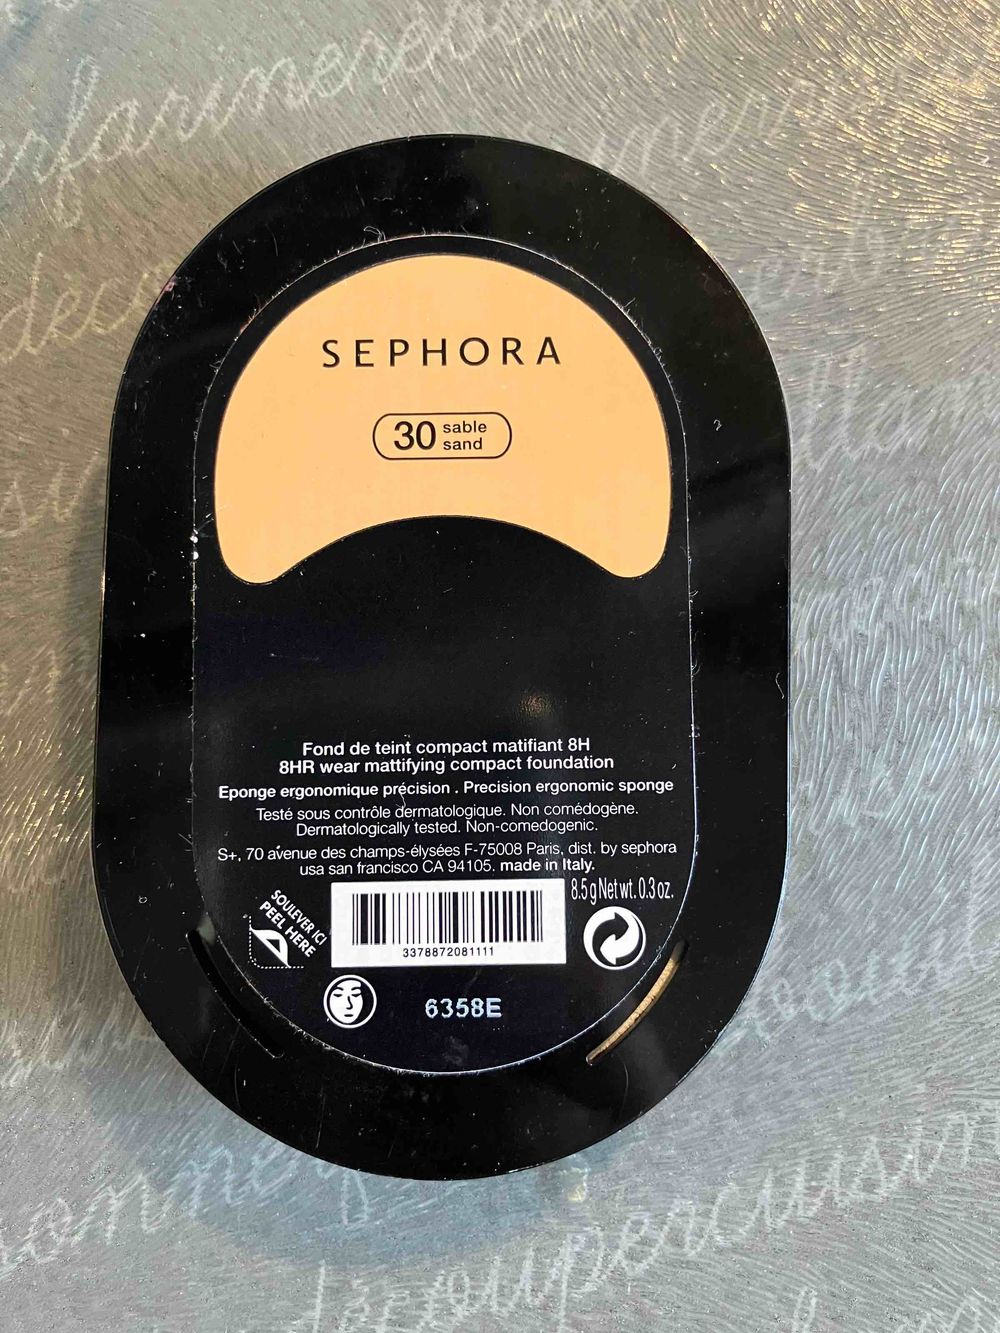 SEPHORA
30 sable
sand
Fond de teint compact matifiant 8H
8HR wear mattifying compact foundation
Eponge ergonomique précision . Precision ergonomic sponge
Testé sous contrôle dermatologique. Non comédogène.
Dermatologically tested. Non-comedogenic.
S+, 70 avenue des champs-élysées F-75008 Paris, dist. by sephora
usa san francisco CA 94105. made in Italy.
8.5 g Net wt. 0.3 oz.
SOULEVER ICI
PEEL HERE
3378872081111
6358E